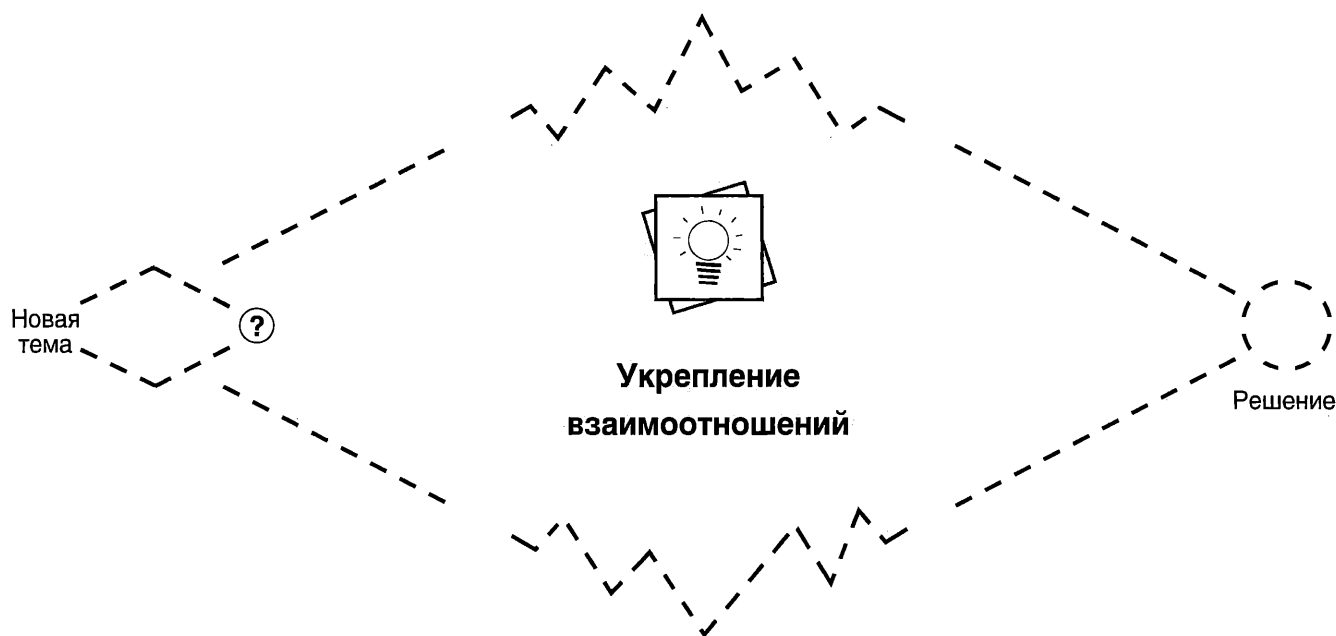 Новая
тема
?
Укрепление
взаимоотношений
Решение